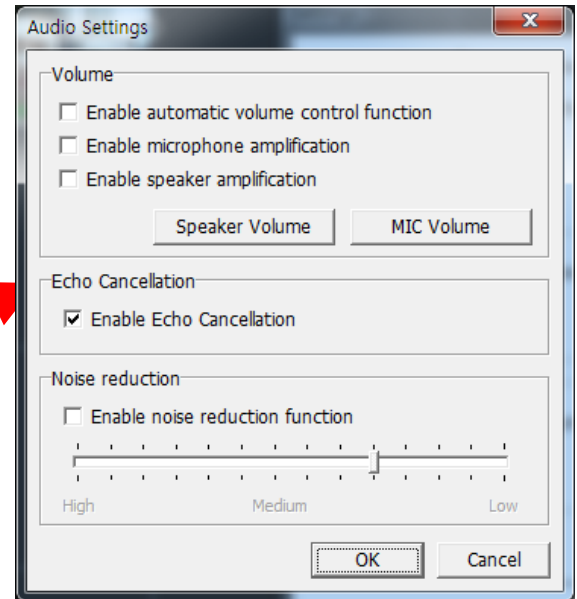 Audio Settings
Volume
Enable automatic volume control function
Enable microphone amplification
Enable speaker amplification
Speaker Volume MIC Volume
Echo Cancellation
Enable Echo Cancellation
Noise reduction
Enable noise reduction function
High Medium Low
OK Cancel